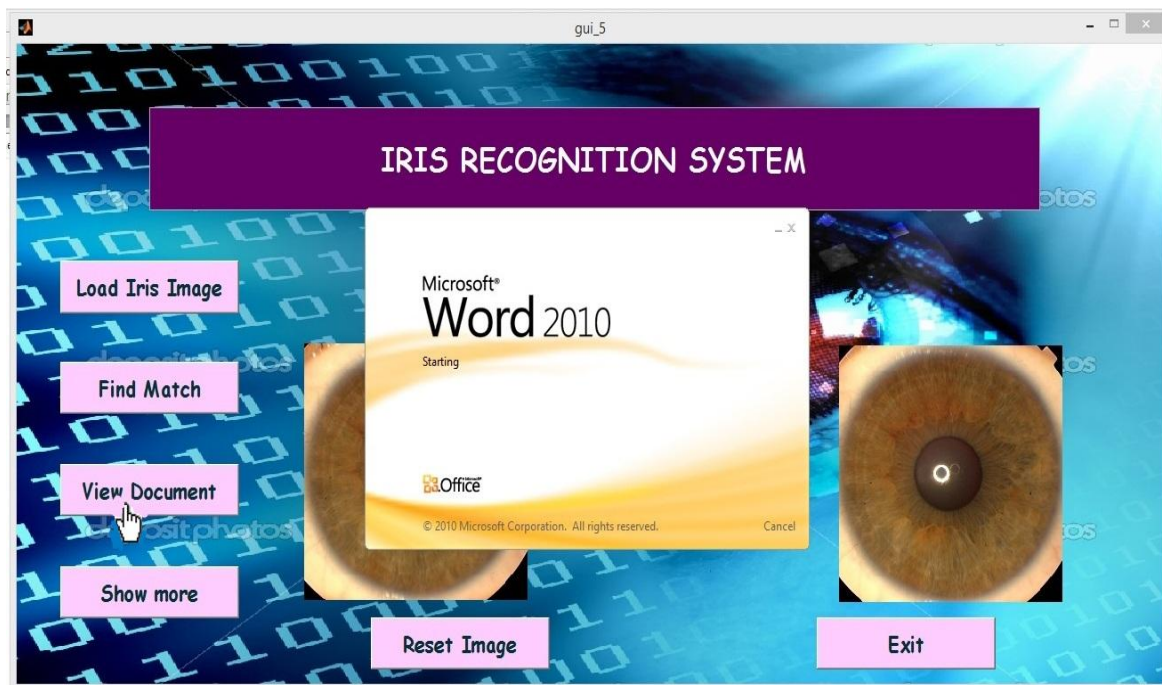 gui_5
IRIS RECOGNITION SYSTEM
Load Iris Image
Find Match
View Document
Show more
Microsoft®
Word 2010
Starting
Office
© 2010 Microsoft Corporation. All rights reserved.
Cancel
Reset Image
Exit
depositphotos